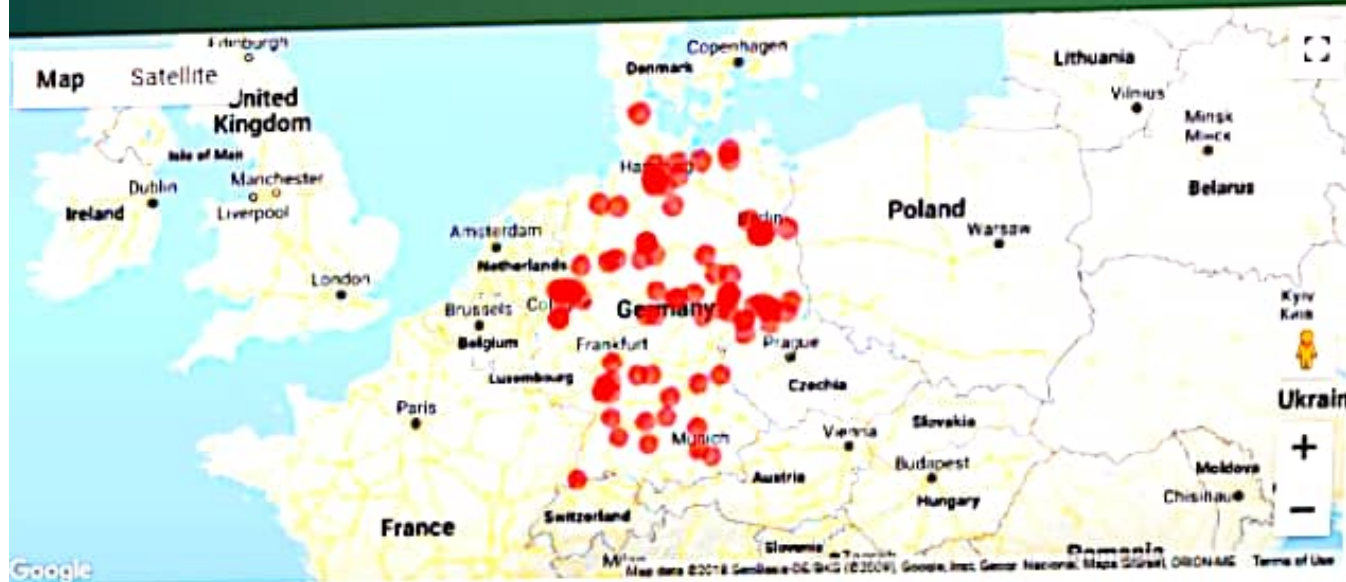 Edinburgh
Copenhagen
Denmark
Lithuania
Map
Satellite
United
Kingdom
Vilnius
Minsk
Isle of Man
Dublin
Manchester
Belarus
Ireland
Liverpool
Poland
Amsterdam
Warsaw
Netherlands
London
Brussels
Germany
Belgium
Frankfurt
Prague
Luxembourg
Czechia
Paris
Ukrain
Slovakia
Vienna
Munich
Budapest
Moldova
Austria
Hungary
Chisinau
Switzerland
France
Slovenia
Romania
Google
Terms of Use